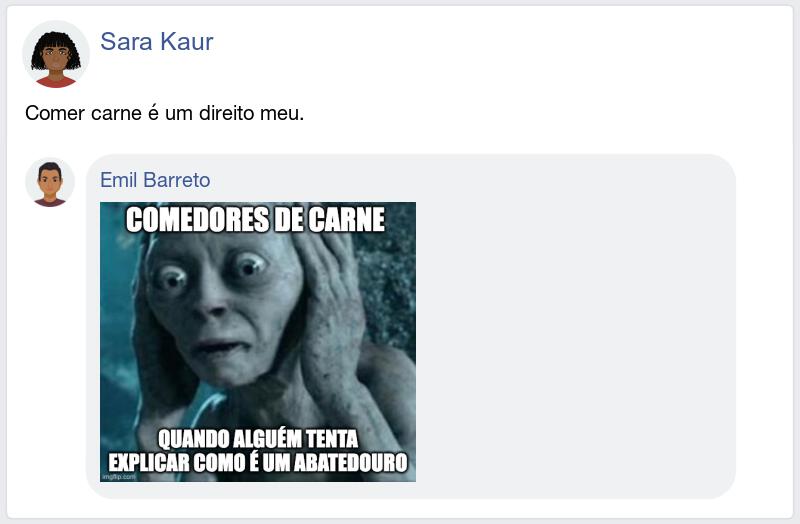 Sara Kaur
Comer carne é um direito meu.
Emil Barreto
COMEDORES DE CARNE
QUANDO ALGUÉM TENTA
EXPLICAR COMO É UM ABATEDOURO
imgflip.com